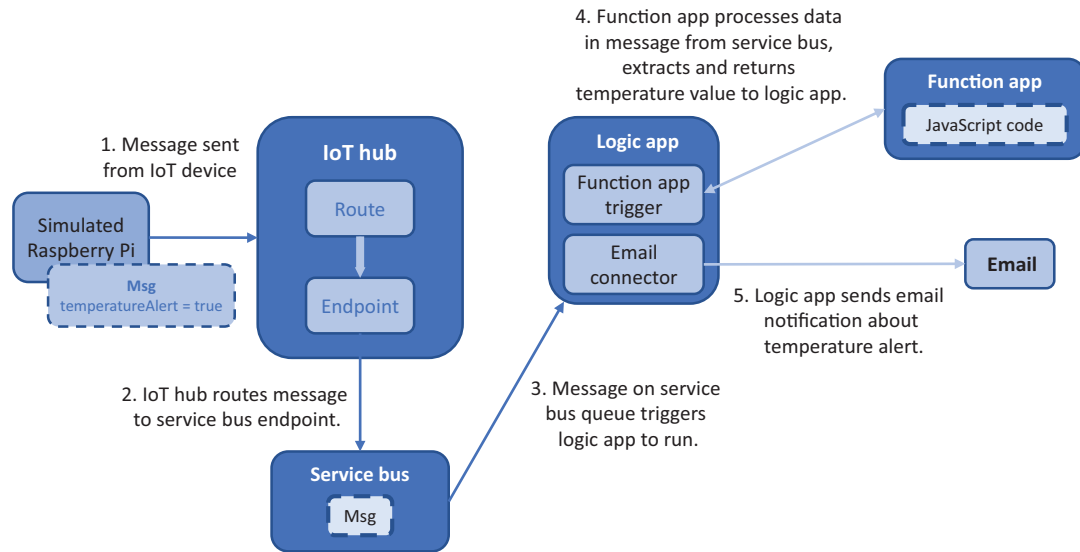 4. Function app processes data
in message from service bus,
extracts and returns
temperature value to logic app.
Function app
JavaScript code
1. Message sent
from IoT device
IoT hub
Route
Endpoint
Simulated
Raspberry Pi
Msg
temperatureAlert = true
Logic app
Function app
trigger
Email
connector
Email
5. Logic app sends email
notification about
temperature alert.
2. IoT hub routes message
to service bus endpoint.
3. Message on service
bus queue triggers
logic app to run.
Service bus
Msg